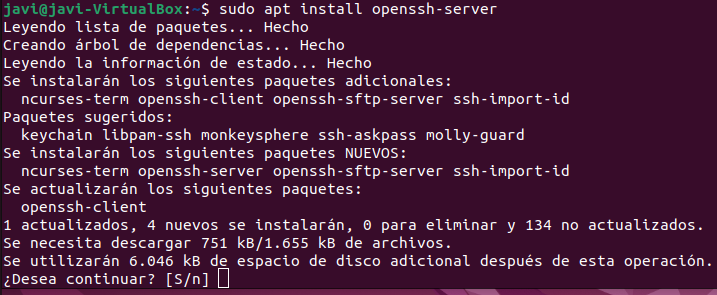 javi@javi-VirtualBox:~$ sudo apt install openssh-server
Leyendo lista de paquetes... Hecho
Creando árbol de dependencias... Hecho
Leyendo la información de estado... Hecho
Se instalarán los siguientes paquetes adicionales:
  ncurses-term openssh-client openssh-sftp-server ssh-import-id
Paquetes sugeridos:
  keychain libpam-ssh monkeysphere ssh-askpass molly-guard
Se instalarán los siguientes paquetes NUEVOS:
  ncurses-term openssh-server openssh-sftp-server ssh-import-id
Se actualizarán los siguientes paquetes:
  openssh-client
1 actualizados, 4 nuevos se instalarán, 0 para eliminar y 134 no actualizados.
Se necesita descargar 751 kB/1.655 kB de archivos.
Se utilizarán 6.046 kB de espacio de disco adicional después de esta operación.
¿Desea continuar? [S/n]